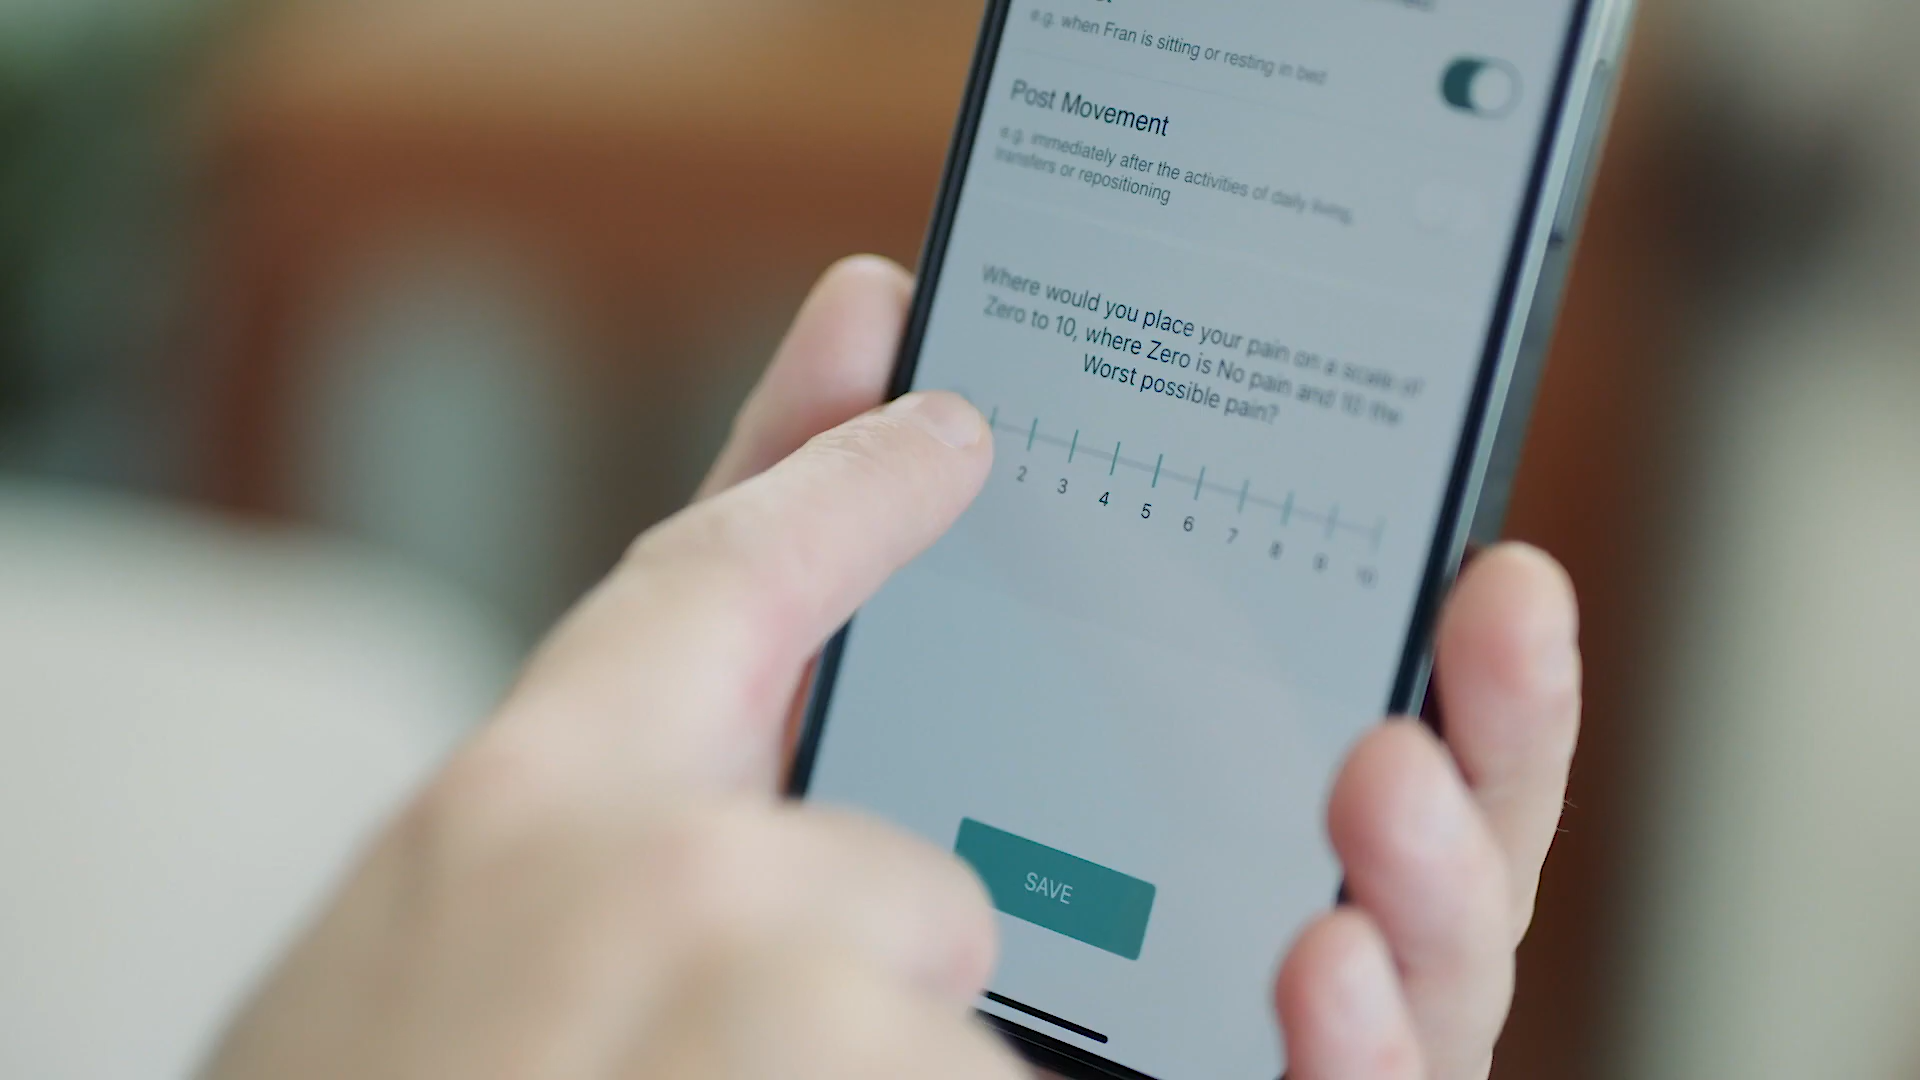 e.g. when Fran is sitting or resting in bed
Post Movement
e.g. immediately after the activities of daily living,
transfers or repositioning
Where would you place your pain on a scale of
Zero to 10, where Zero is No pain and 10 the
Worst possible pain?
2 3 4 5 6 7 8 9 10
SAVE